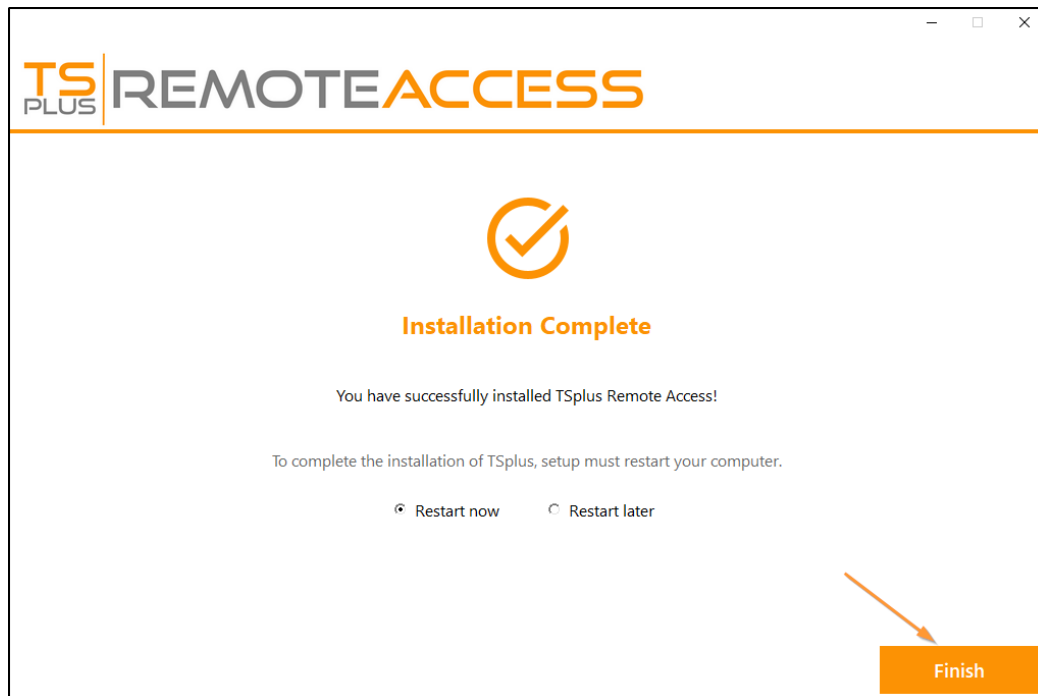 TS
PLUS
REMOTEACCESS
Installation Complete
You have successfully installed TSplus Remote Access!
To complete the installation of TSplus, setup must restart your computer.
Restart now Restart later
Finish